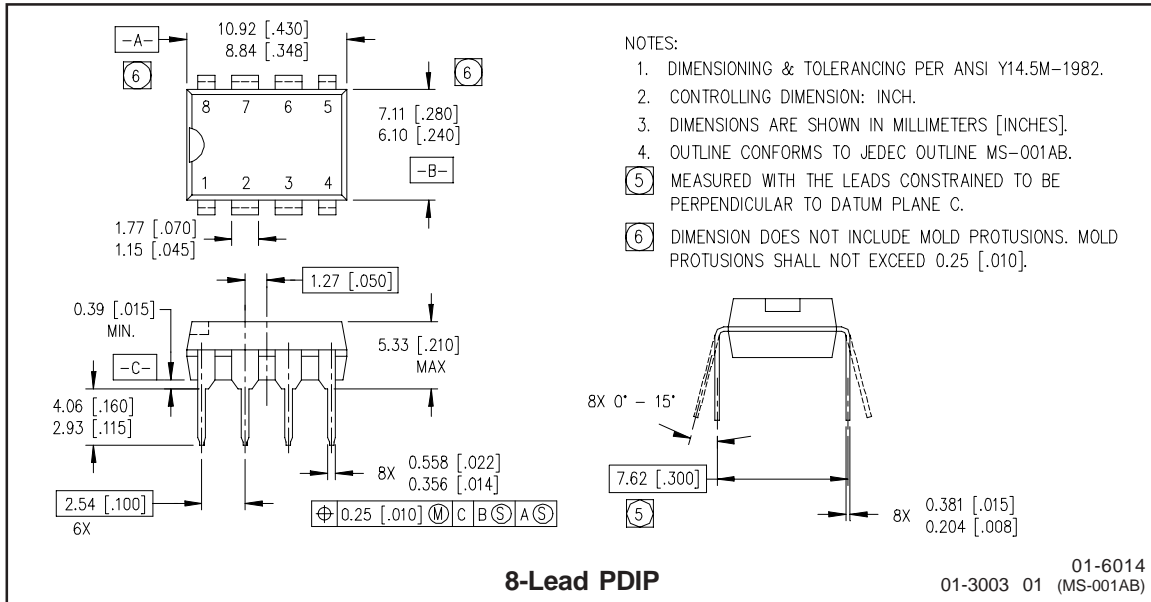 -A-
10.92 [.430]
8.84 [.348]
6
6
8 7 6 5
1 2 3 4
7.11 [.280]
6.10 [.240]
-B-
1.77 [.070]
1.15 [.045]
1.27 [.050]
0.39 [.015]
MIN.
5.33 [.210]
MAX
-C-
4.06 [.160]
2.93 [.115]
8X 0.558 [.022]
0.356 [.014]
2.54 [.100]
6X
⌖ 0.25 [.010] Ⓜ C B Ⓢ A Ⓢ
NOTES:
1. DIMENSIONING & TOLERANCING PER ANSI Y14.5M-1982.
2. CONTROLLING DIMENSION: INCH.
3. DIMENSIONS ARE SHOWN IN MILLIMETERS [INCHES].
4. OUTLINE CONFORMS TO JEDEC OUTLINE MS-001AB.
5 MEASURED WITH THE LEADS CONSTRAINED TO BE
PERPENDICULAR TO DATUM PLANE C.
6 DIMENSION DOES NOT INCLUDE MOLD PROTUSIONS. MOLD
PROTUSIONS SHALL NOT EXCEED 0.25 [.010].
8X 0° - 15°
7.62 [.300]
5
8X 0.381 [.015]
0.204 [.008]
8-Lead PDIP
01-6014
01-3003 01 (MS-001AB)